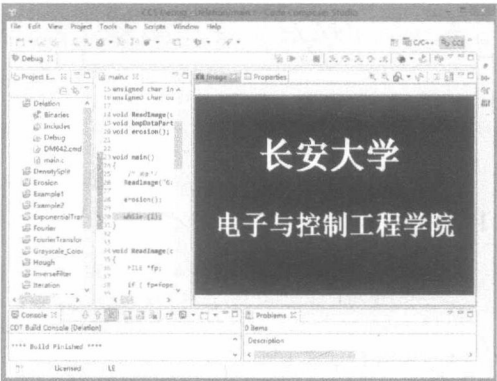 CCS Debug - Deletion/main.c - Code Composer Studio
File Edit View Project Tools Run Scripts Window Help
C/C++ CCS
Debug
Project E...
main.c
Image
Properties
Deletion
Binaries
Includes
Debug
DM642.cmd
main.c
DensitySplit
Erosion
Example1
Example2
ExponentialTrar
Fourier
FourierTransfor
Grayscale_Conv
Hough
InverseFilter
Iteration
unsigned char in
unsigned char ou
void ReadImage(c
void bmpDataPart
void erosion();
void main()
{
ReadImage("G:
erosion();
while (1);
}
void ReadImage(c
{
FILE *fp;
if ( fp=fope
长安大学
电子与控制工程学院
Console
CDT Build Console [Deletion]
**** Build Finished ****
Problems
0 items
Description
Licensed
LE